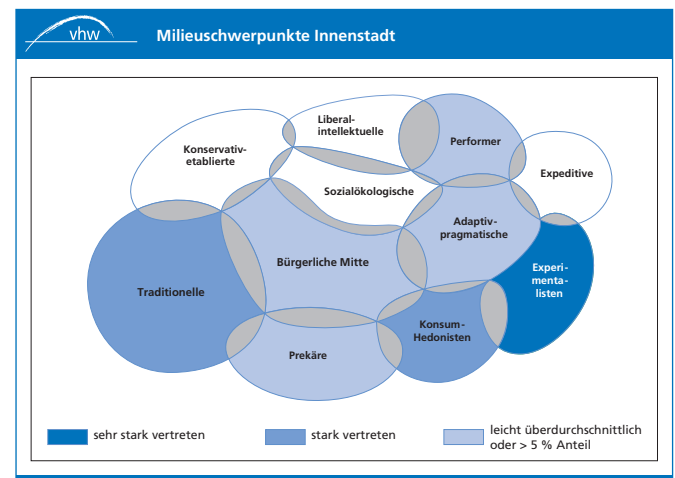 vhw
Milieuschwerpunkte Innenstadt
Liberal-
intellektuelle
Konservativ-
etablierte
Performer
Expeditive
Sozialökologische
Adaptiv-
pragmatische
Bürgerliche Mitte
Experi-
menta-
listen
Traditionelle
Konsum-
Hedonisten
Prekäre
sehr stark vertreten
stark vertreten
leicht überdurchschnittlich
oder > 5 % Anteil